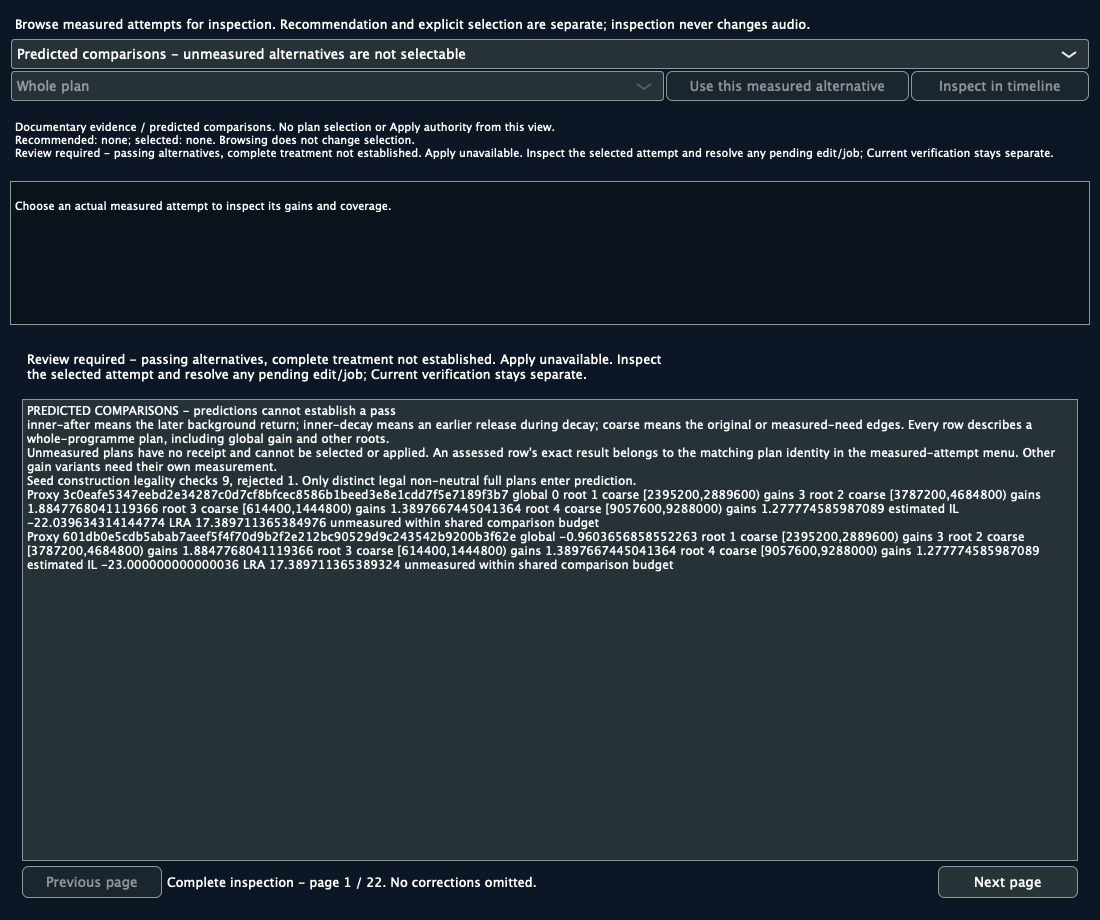 Browse measured attempts for inspection. Recommendation and explicit selection are separate; inspection never changes audio.
Predicted comparisons – unmeasured alternatives are not selectable
Whole plan
Use this measured alternative
Inspect in timeline
Documentary evidence / predicted comparisons. No plan selection or Apply authority from this view.
Recommended: none; selected: none. Browsing does not change selection.
Review required – passing alternatives, complete treatment not established. Apply unavailable. Inspect the selected attempt and resolve any pending edit/job; Current verification stays separate.
Choose an actual measured attempt to inspect its gains and coverage.
Review required – passing alternatives, complete treatment not established. Apply unavailable. Inspect
the selected attempt and resolve any pending edit/job; Current verification stays separate.
PREDICTED COMPARISONS – predictions cannot establish a pass
inner-after means the later background return; inner-decay means an earlier release during decay; coarse means the original or measured-need edges. Every row describes a
whole-programme plan, including global gain and other roots.
Unmeasured plans have no receipt and cannot be selected or applied. An assessed row's exact result belongs to the matching plan identity in the measured-attempt menu. Other
gain variants need their own measurement.
Seed construction legality checks 9, rejected 1. Only distinct legal non-neutral full plans enter prediction.
Proxy 3c0eafe5347eebd2e34287c0d7cf8bfcec8586b1beed3e8e1cdd7f5e7189f3b7 global 0 root 1 coarse [2395200,2889600) gains 3 root 2 coarse [3787200,4684800) gains
1.8847768041119366 root 3 coarse [614400,1444800) gains 1.3897667445041364 root 4 coarse [9057600,9288000) gains 1.277774585987089 estimated IL
-22.039634314144774 LRA 17.389711365384976 unmeasured within shared comparison budget
Proxy 601db0e5cdb5abab7aeef5f4f70d9b2f2e212bc90529d9c243542b9200b3f62e global -0.9603656858552263 root 1 coarse [2395200,2889600) gains 3 root 2 coarse
[3787200,4684800) gains 1.8847768041119366 root 3 coarse [614400,1444800) gains 1.3897667445041364 root 4 coarse [9057600,9288000) gains 1.277774585987089
estimated IL -23.000000000000036 LRA 17.389711365389324 unmeasured within shared comparison budget
Previous page
Complete inspection – page 1 / 22. No corrections omitted.
Next page